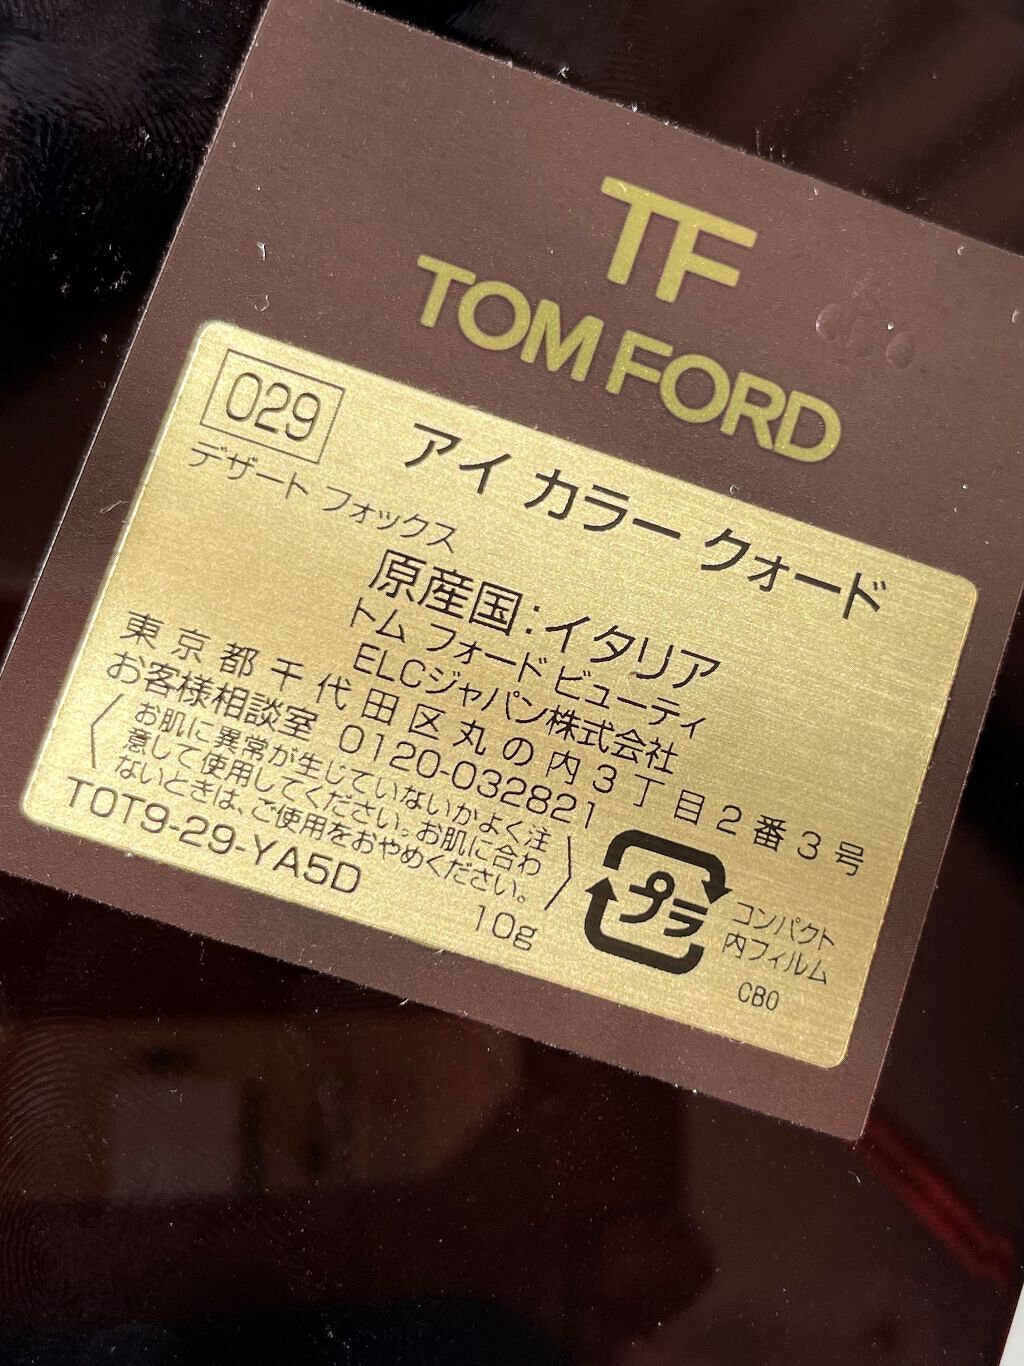 TF
TOM FORD
029
アイ カラー クォード
デザート フォックス
原産国:イタリア
トム フォード ビューティ
ELCジャパン株式会社
東京都千代田区丸の内3丁目2番3号
お客様相談室 0120-032821
お肌に異常が生じていないかよく注
意して使用してください。お肌に合わ
ないときは、ご使用をおやめください。
TOT9-29-YA5D
10g
プラ
コンパクト
内フィルム
CB0